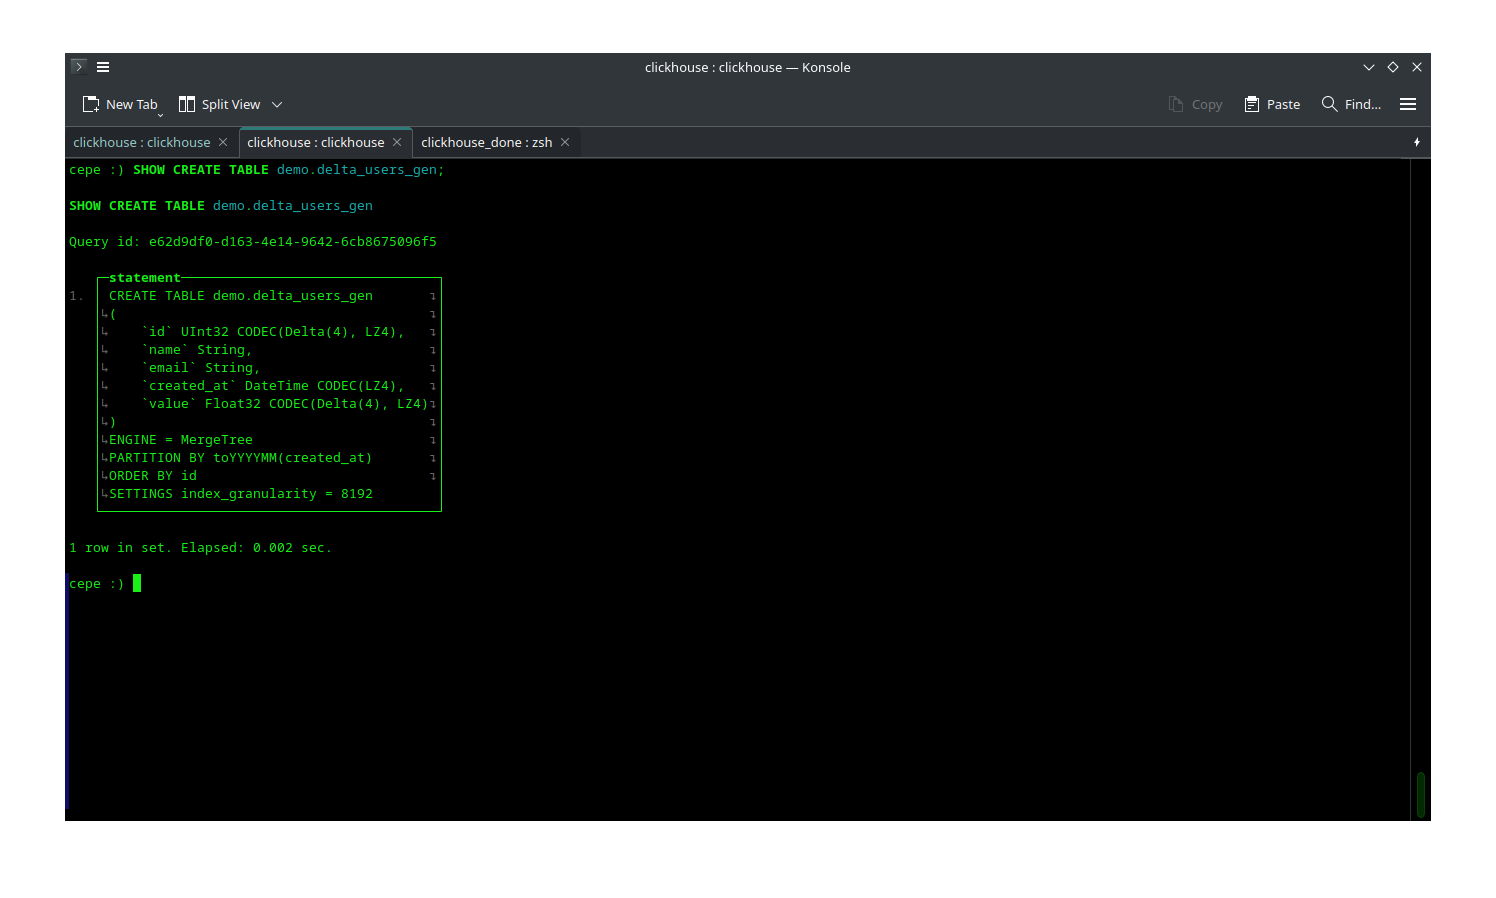 clickhouse : clickhouse — Konsole
New Tab
Split View
Copy
Paste
Find...
clickhouse : clickhouse
clickhouse : clickhouse
clickhouse_done : zsh
cepe :) SHOW CREATE TABLE demo.delta_users_gen;
SHOW CREATE TABLE demo.delta_users_gen
Query id: e62d9df0-d163-4e14-9642-6cb8675096f5
statement
1. CREATE TABLE demo.delta_users_gen ↴
↳( ↴
↳    `id` UInt32 CODEC(Delta(4), LZ4), ↴
↳    `name` String, ↴
↳    `email` String, ↴
↳    `created_at` DateTime CODEC(LZ4), ↴
↳    `value` Float32 CODEC(Delta(4), LZ4)↴
↳) ↴
↳ENGINE = MergeTree ↴
↳PARTITION BY toYYYYMM(created_at) ↴
↳ORDER BY id ↴
↳SETTINGS index_granularity = 8192
1 row in set. Elapsed: 0.002 sec.
cepe :)